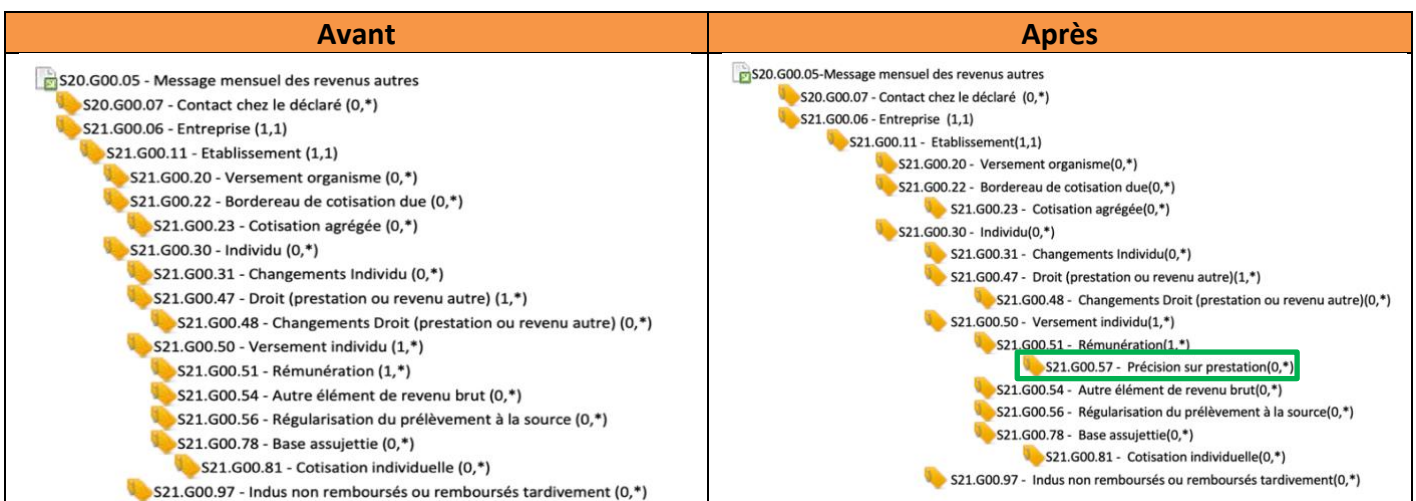 Avant
S20.G00.05 - Message mensuel des revenus autres
S20.G00.07 - Contact chez le déclaré (0,*)
S21.G00.06 - Entreprise (1,1)
S21.G00.11 - Etablissement (1,1)
S21.G00.20 - Versement organisme (0,*)
S21.G00.22 - Bordereau de cotisation due (0,*)
S21.G00.23 - Cotisation agrégée (0,*)
S21.G00.30 - Individu (0,*)
S21.G00.31 - Changements Individu (0,*)
S21.G00.47 - Droit (prestation ou revenu autre) (1,*)
S21.G00.48 - Changements Droit (prestation ou revenu autre) (0,*)
S21.G00.50 - Versement individu (1,*)
S21.G00.51 - Rémunération (1,*)
S21.G00.54 - Autre élément de revenu brut (0,*)
S21.G00.56 - Régularisation du prélèvement à la source (0,*)
S21.G00.78 - Base assujettie (0,*)
S21.G00.81 - Cotisation individuelle (0,*)
S21.G00.97 - Indus non remboursés ou remboursés tardivement (0,*)
Après
S20.G00.05-Message mensuel des revenus autres
S20.G00.07 - Contact chez le déclaré (0,*)
S21.G00.06 - Entreprise (1,1)
S21.G00.11 - Etablissement(1,1)
S21.G00.20 - Versement organisme(0,*)
S21.G00.22 - Bordereau de cotisation due(0,*)
S21.G00.23 - Cotisation agrégée(0,*)
S21.G00.30 - Individu(0,*)
S21.G00.31 - Changements Individu(0,*)
S21.G00.47 - Droit (prestation ou revenu autre)(1,*)
S21.G00.48 - Changements Droit (prestation ou revenu autre)(0,*)
S21.G00.50 - Versement individu(1,*)
S21.G00.51 - Rémunération(1,*)
S21.G00.57 - Précision sur prestation(0,*)
S21.G00.54 - Autre élément de revenu brut(0,*)
S21.G00.56 - Régularisation du prélèvement à la source(0,*)
S21.G00.78 - Base assujettie(0,*)
S21.G00.81 - Cotisation individuelle(0,*)
S21.G00.97 - Indus non remboursés ou remboursés tardivement(0,*)